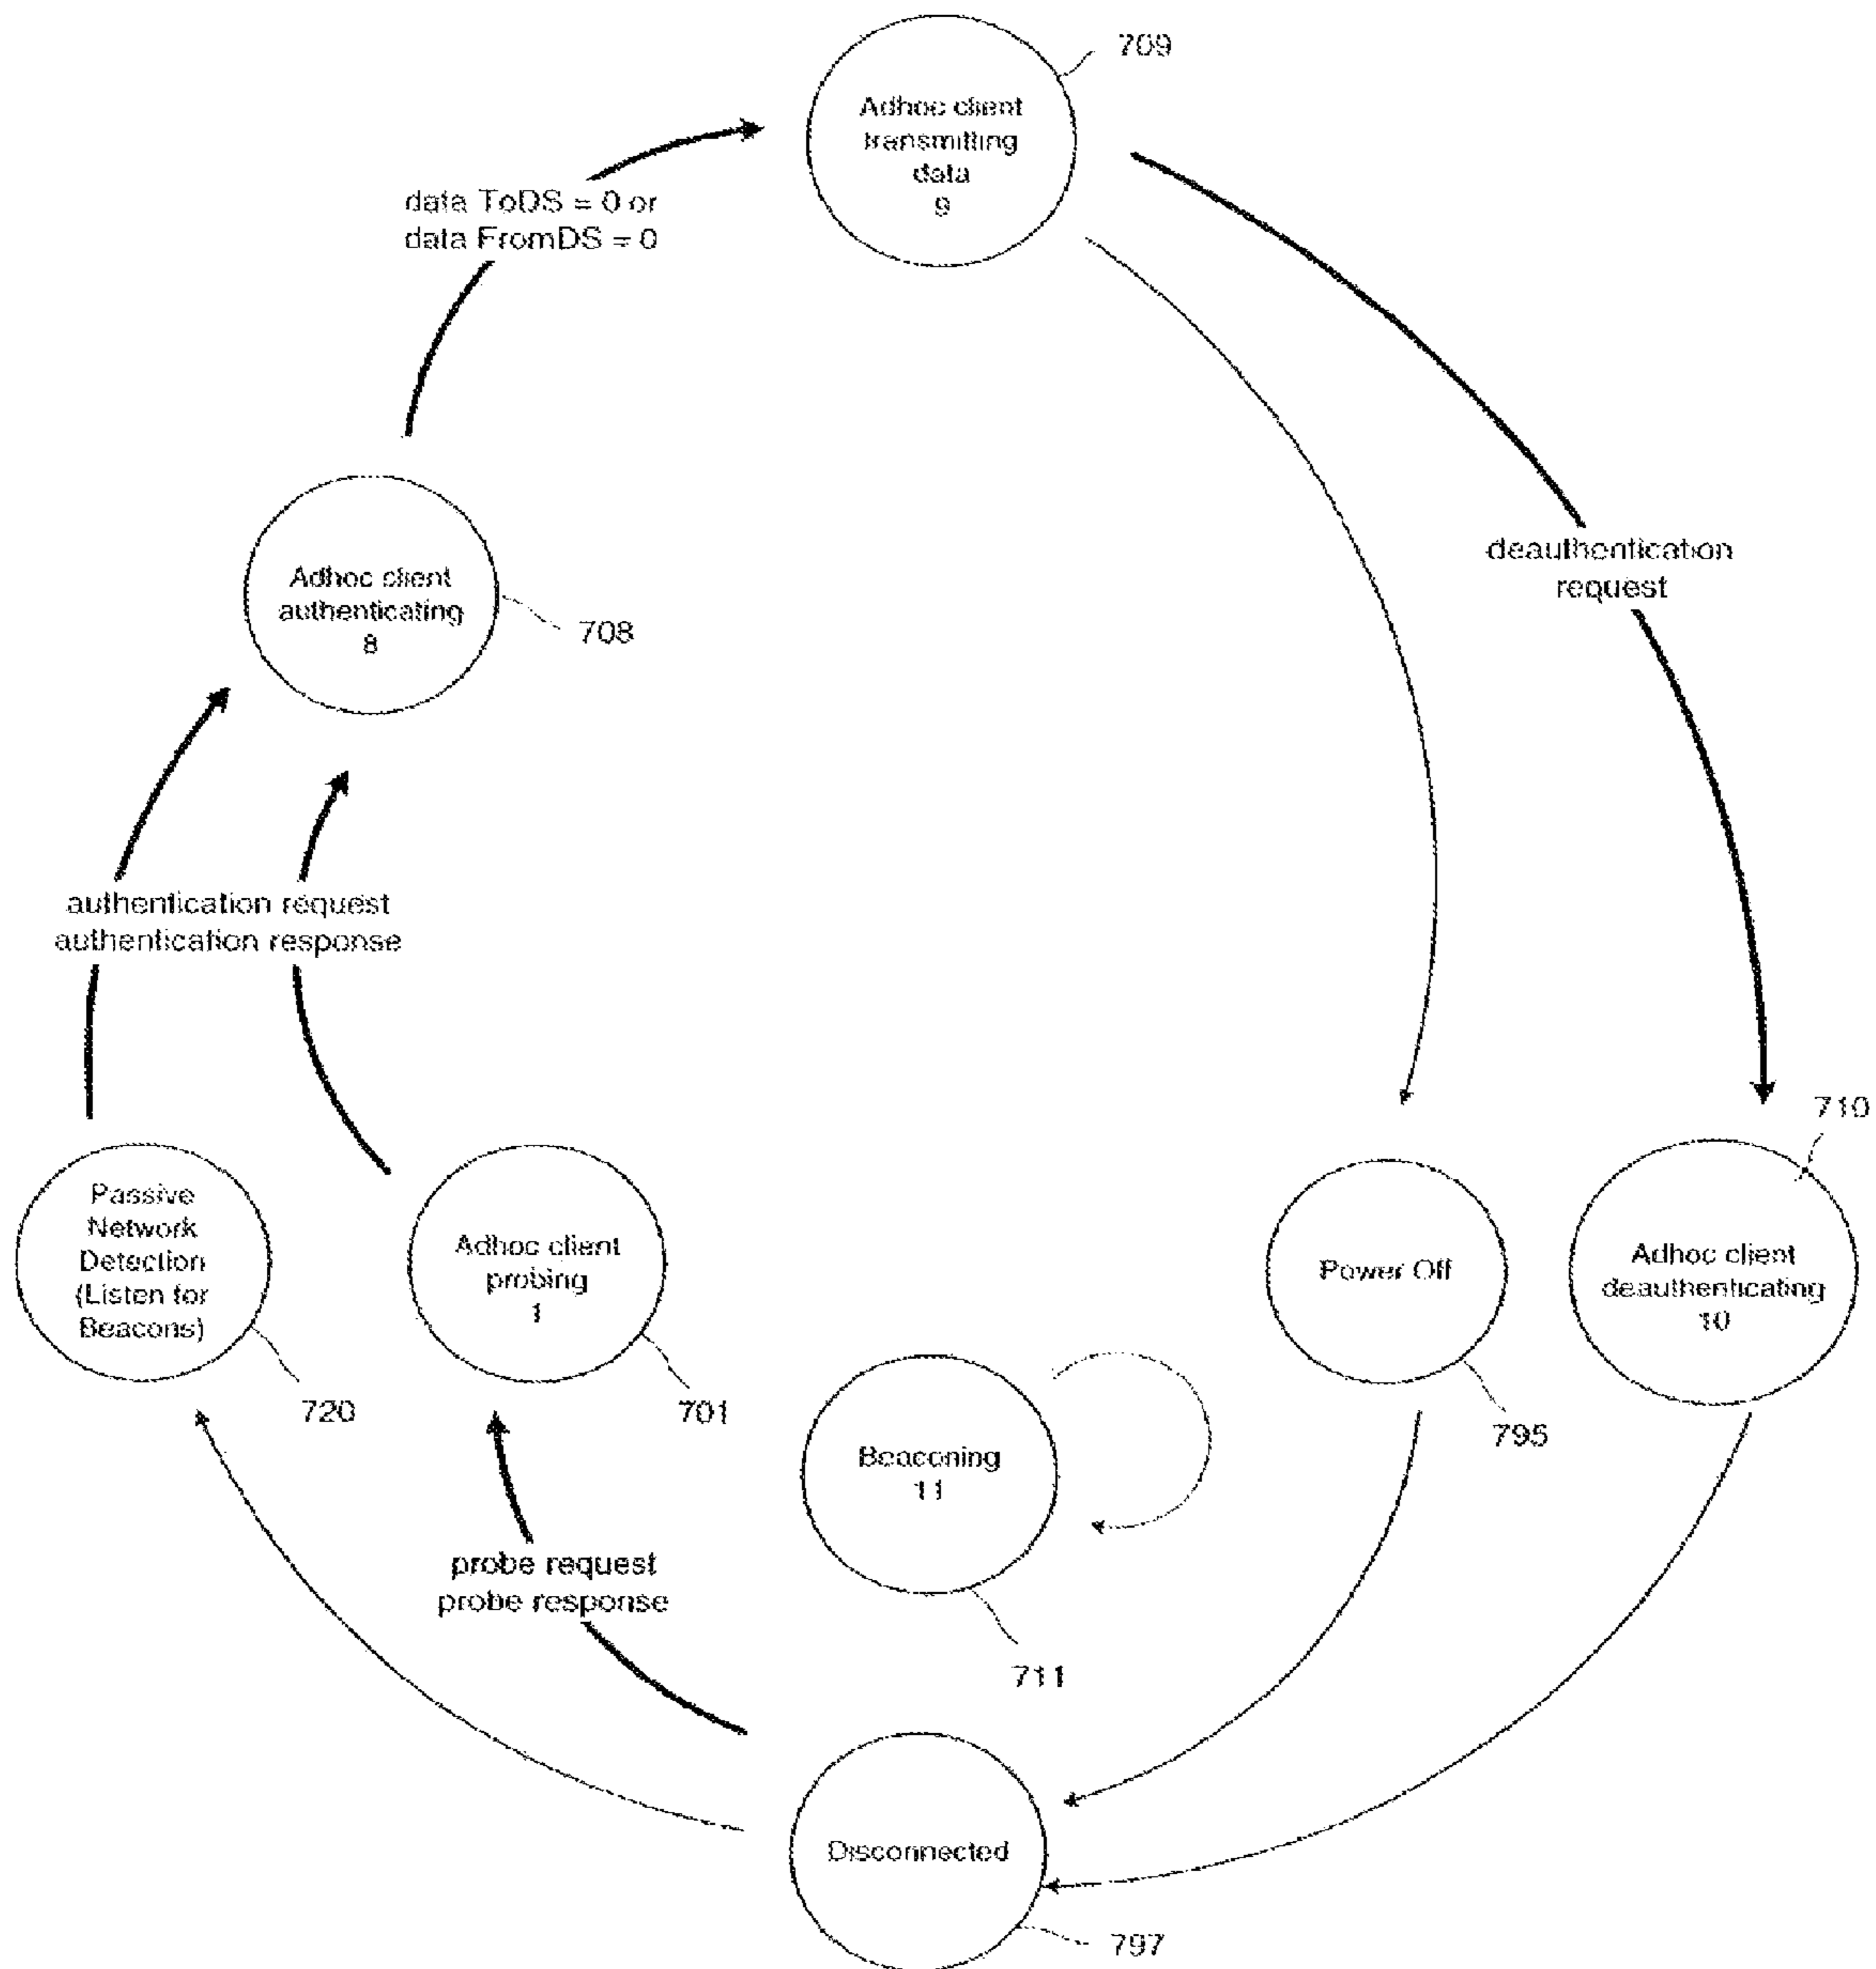 709
Adhoc client
transmitting
data
9
data ToDS = 0 or
data FromDS = 0
deauthentication
request
Adhoc client
authenticating
8
708
authentication request
authentication response
710
Passive
Network
Detection
(Listen for
Beacons)
720
Adhoc client
probing
1
701
Power Off
795
Adhoc client
deauthenticating
10
Beaconing
11
711
probe request
probe response
Disconnected
797